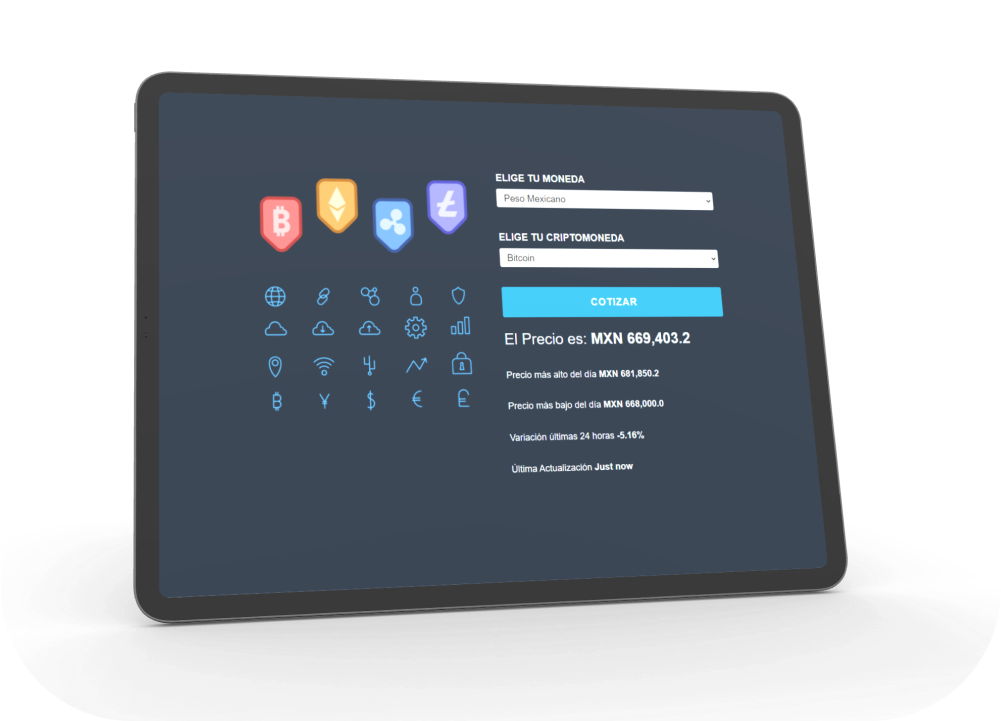 ELIGE TU MONEDA
Peso Mexicano
ELIGE TU CRIPTOMONEDA
Bitcoin
COTIZAR
El Precio es: MXN 669,403.2
Precio más alto del día MXN 681,850.2
Precio más bajo del día MXN 668,000.0
Variación últimas 24 horas -5.16%
Última Actualización Just now